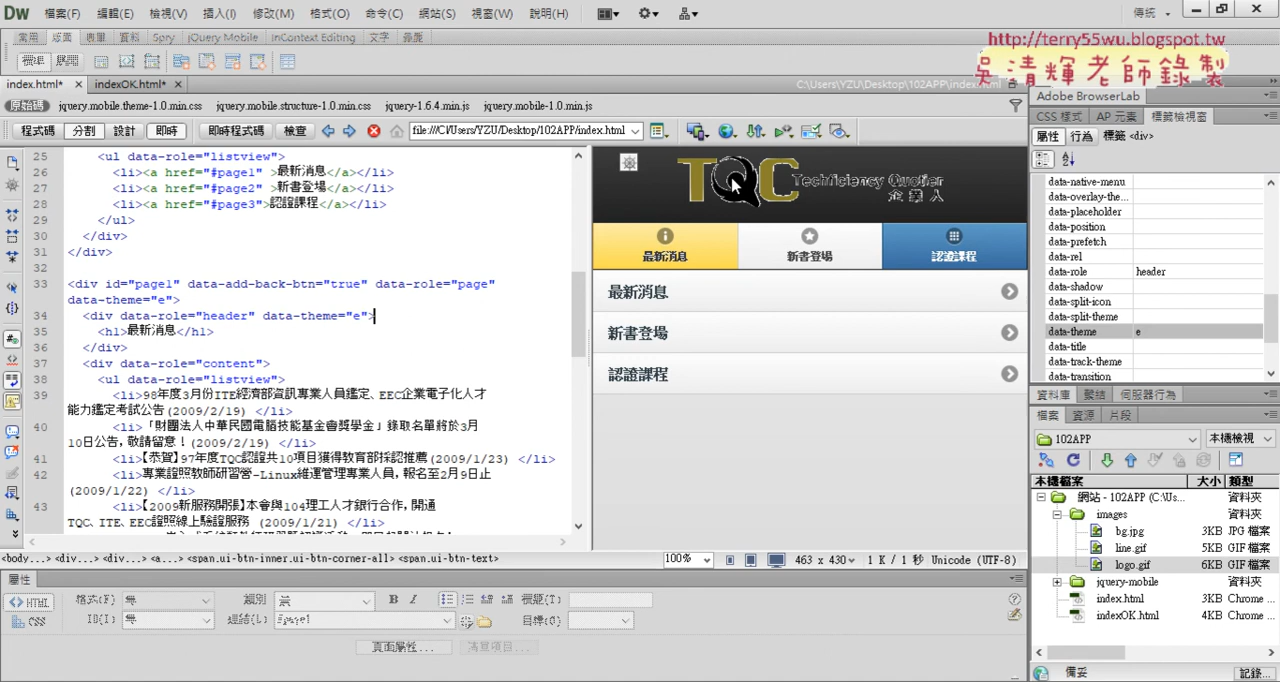 Dw 檔案(F) 編輯(E) 檢視(V) 插入(I) 修改(M) 格式(O) 命令(C) 網站(S) 視窗(W) 說明(H) 傳統
常用 版面 表單 資料 Spry jQuery Mobile InContext Editing 文字 最愛
http://terry55wu.blogspot.tw
標準 展開
吳清輝老師錄製
index.html* × indexOK.html* × C:\Users\YZU\Desktop\102APP\index.html
原始碼 jquery.mobile.theme-1.0.min.css jquery.mobile.structure-1.0.min.css jquery-1.6.4.min.js jquery.mobile-1.0.min.js
程式碼 分割 設計 即時 即時程式碼 檢查 file:///C|/Users/YZU/Desktop/102APP/index.html
25 <ul data-role="listview">
26 <li><a href="#page1" >最新消息</a></li>
27 <li><a href="#page2" >新書登場</a></li>
28 <li><a href="#page3">認證課程</a></li>
29 </ul>
30 </div>
31 </div>
32
33 <div id="page1" data-add-back-btn="true" data-role="page"
data-theme="e">
34 <div data-role="header" data-theme="e">
35 <h1>最新消息</h1>
36 </div>
37 <div data-role="content">
38 <ul data-role="listview">
39 <li>98年度3月份ITE經濟部資訊專業人員鑑定、EEC企業電子化人才
能力鑑定考試公告(2009/2/19) </li>
40 <li>「財團法人中華民國電腦技能基金會獎學金」錄取名單將於3月
10日公告,敬請留意！(2009/2/19) </li>
41 <li>【恭賀】97年度TQC認證共10項目獲得教育部採認推薦(2009/1/23) </li>
42 <li>專業證照教師研習營-Linux維運管理專業人員,報名至2月9日止
(2009/1/22) </li>
43 <li>【2009新服務開張】本會與104理工人才銀行合作,開通
TQC、ITE、EEC證照線上驗證服務 (2009/1/21) </li>
TQC Techficiency Quotient
企業人
最新消息 新書登場 認證課程
最新消息
新書登場
認證課程
<body...> <div...> <div...> <a...> <span.ui-btn-inner.ui-corner-all> <span.ui-btn-text>
100% 463 x 430 1 K / 1 秒 Unicode (UTF-8)
屬性
HTML 格式(F) 無 類別 無 B I 標題(T)
CSS ID(I) 無 連結(L) #page1 目標(G)
頁面屬性... 清單項目...
Adobe BrowserLab
CSS 樣式 AP 元素 標籤檢視窗
屬性 行為 標籤 <div>
data-native-menu
data-overlay-the...
data-placeholder
data-position
data-prefetch
data-rel
data-role header
data-shadow
data-split-icon
data-split-theme
data-theme e
data-title
data-track-theme
data-transition
資料庫 繫結 伺服器行為
檔案 資源 片段
102APP 本機檢視
本機檔案 大小 類型
網站 - 102APP (C:\Us... 資料夾
images 資料夾
bg.jpg 3KB JPG 檔案
line.gif 5KB GIF 檔案
logo.gif 6KB GIF 檔案
jquery-mobile 資料夾
index.html 3KB Chrome ...
indexOK.html 4KB Chrome ...
備妥 記錄...